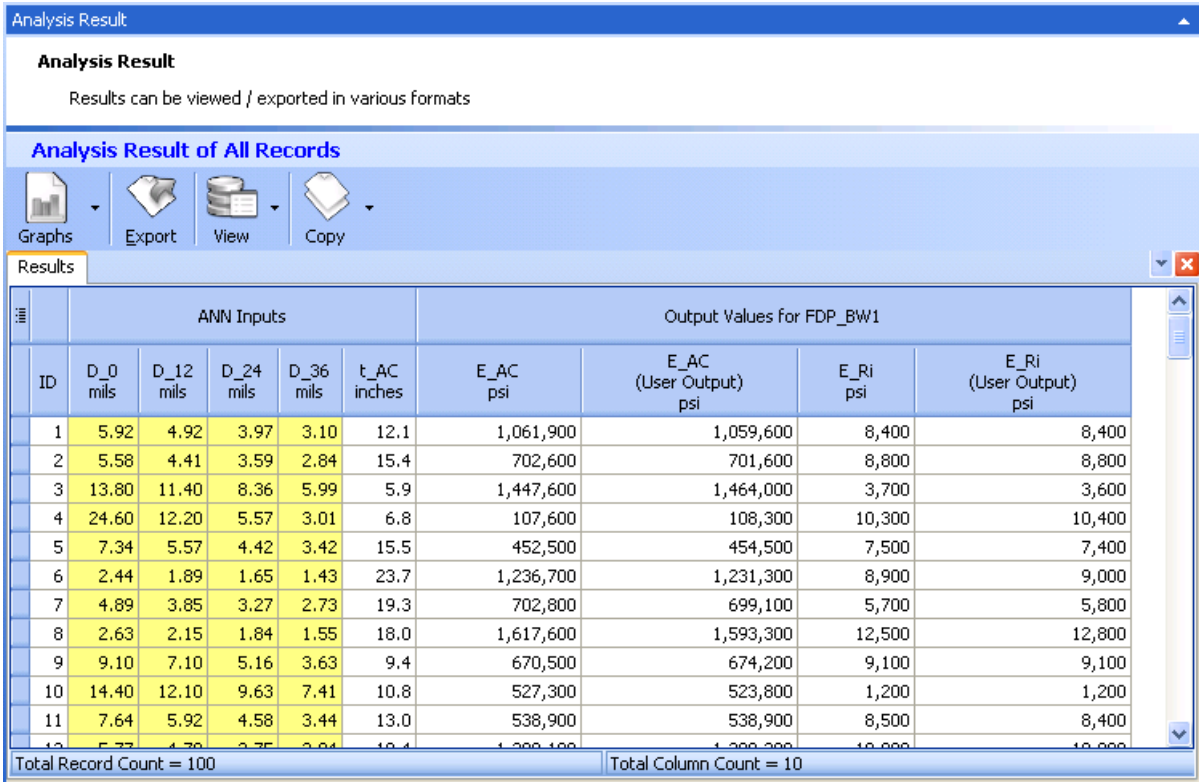 Analysis Result
Analysis Result
Results can be viewed / exported in various formats
Analysis Result of All Records
Graphs Export View Copy
Results
ANN Inputs Output Values for FDP_BW1
ID D_0 mils D_12 mils D_24 mils D_36 mils t_AC inches E_AC psi E_AC (User Output) psi E_Ri psi E_Ri (User Output) psi
1 5.92 4.92 3.97 3.10 12.1 1,061,900 1,059,600 8,400 8,400
2 5.58 4.41 3.59 2.84 15.4 702,600 701,600 8,800 8,800
3 13.80 11.40 8.36 5.99 5.9 1,447,600 1,464,000 3,700 3,600
4 24.60 12.20 5.57 3.01 6.8 107,600 108,300 10,300 10,400
5 7.34 5.57 4.42 3.42 15.5 452,500 454,500 7,500 7,400
6 2.44 1.89 1.65 1.43 23.7 1,236,700 1,231,300 8,900 9,000
7 4.89 3.85 3.27 2.73 19.3 702,800 699,100 5,700 5,800
8 2.63 2.15 1.84 1.55 18.0 1,617,600 1,593,300 12,500 12,800
9 9.10 7.10 5.16 3.63 9.4 670,500 674,200 9,100 9,100
10 14.40 12.10 9.63 7.41 10.8 527,300 523,800 1,200 1,200
11 7.64 5.92 4.58 3.44 13.0 538,900 538,900 8,500 8,400
Total Record Count = 100 Total Column Count = 10